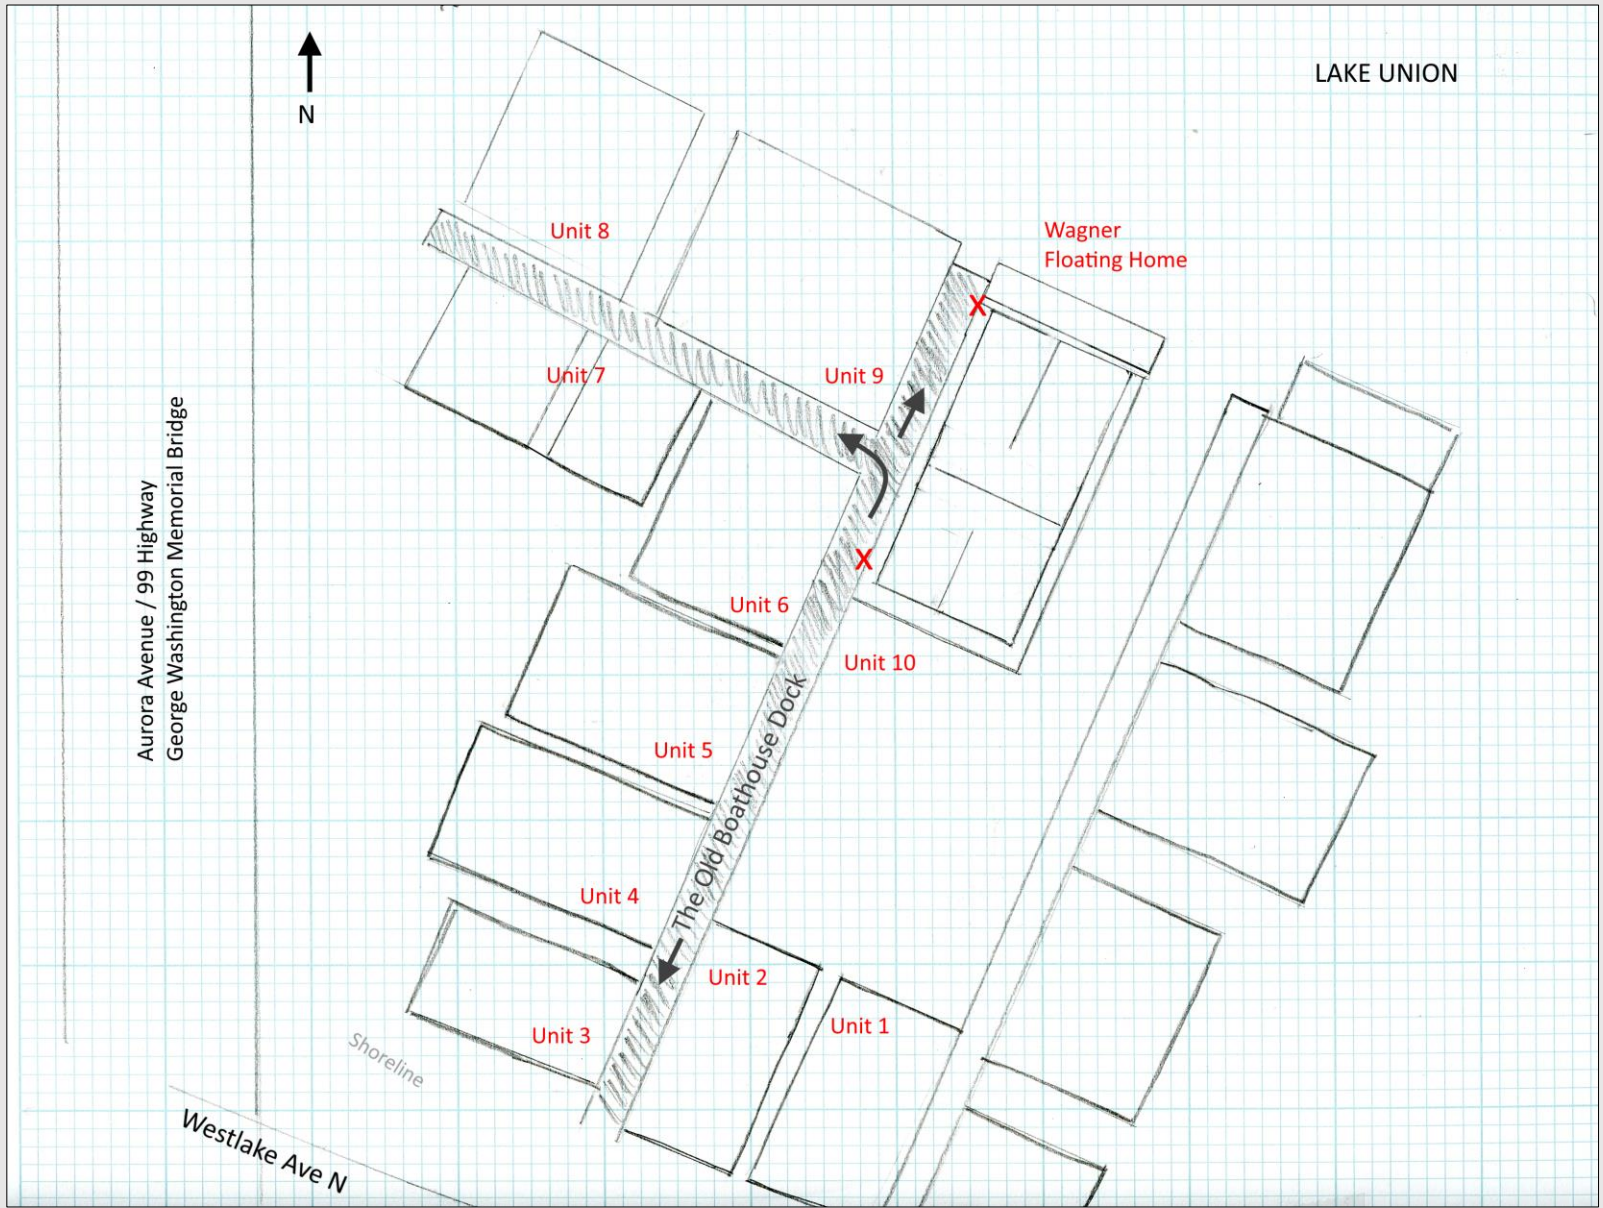 LAKE UNION
N
Unit 8
Wagner
Floating Home
Unit 9
Unit 7
X
Aurora Avenue / 99 Highway
George Washington Memorial Bridge
X
Unit 6
Unit 10
Unit 5
The Old Boathouse Dock
Unit 4
Unit 2
Unit 1
Unit 3
Shoreline
Westlake Ave N